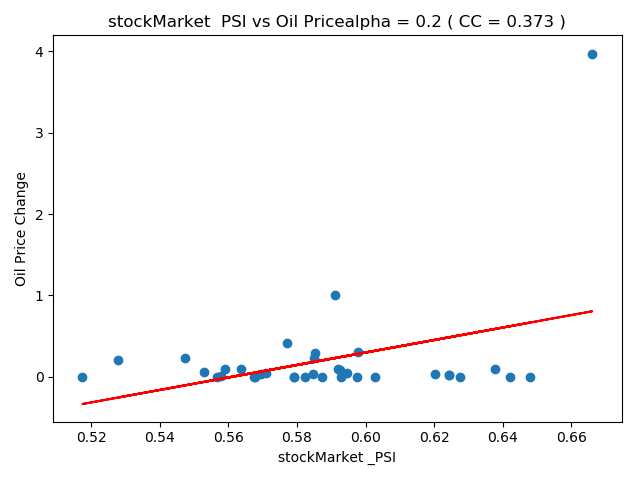 stockMarket  PSI vs Oil Pricealpha = 0.2 ( CC = 0.373 )
4
3
2
1
0
Oil Price Change
0.52 0.54 0.56 0.58 0.60 0.62 0.64 0.66
stockMarket _PSI